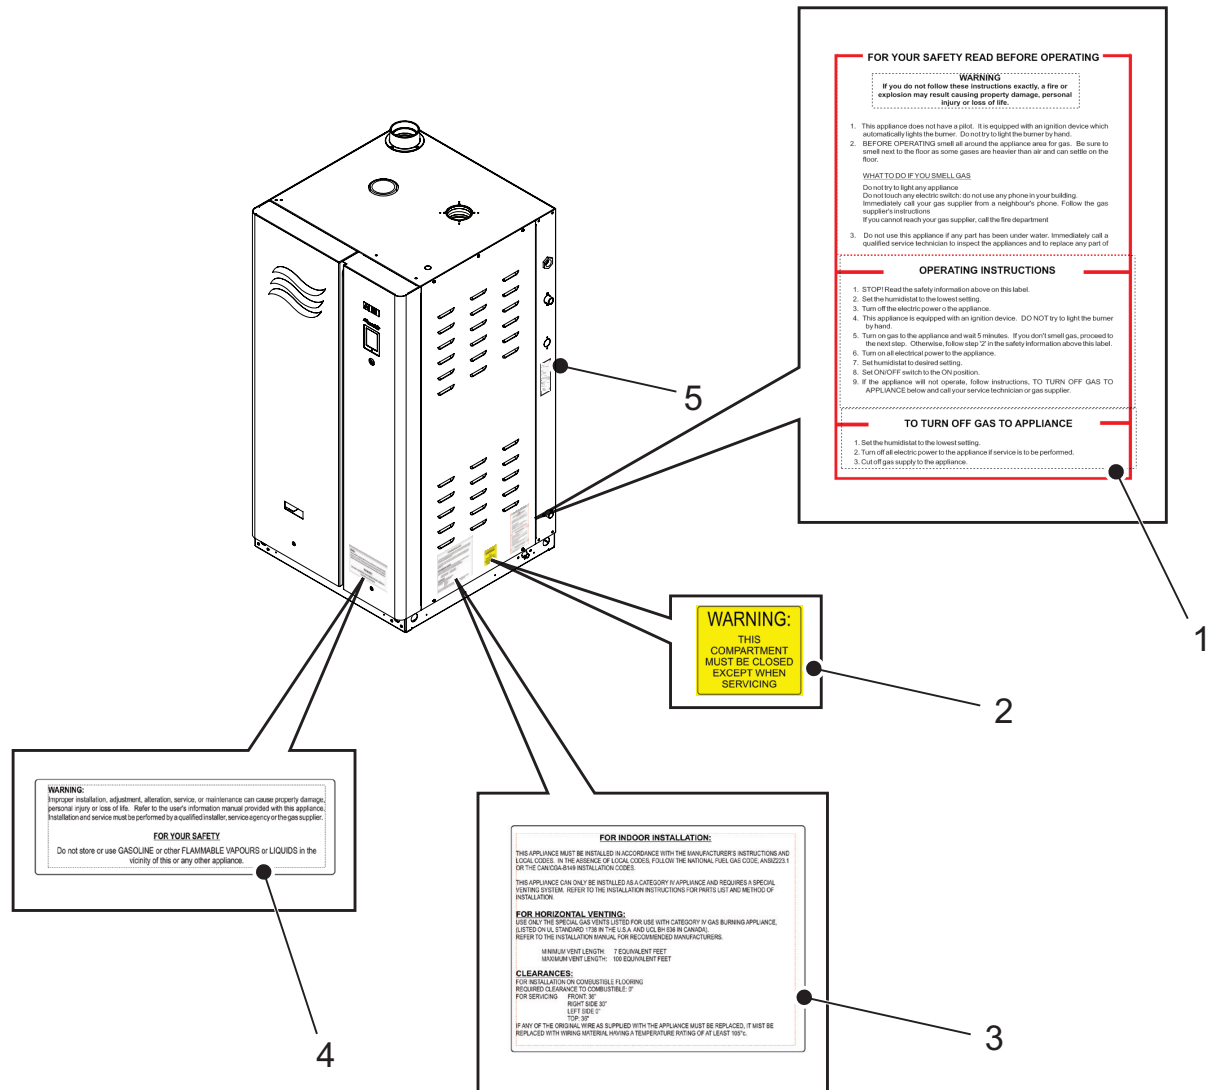 FOR YOUR SAFETY READ BEFORE OPERATING
WARNING
If you do not follow these instructions exactly, a fire or
explosion may result causing property damage, personal
injury or loss of life.
1. This appliance does not have a pilot. It is equipped with an ignition device which
automatically lights the burner. Do not try to light the burner by hand.
2. BEFORE OPERATING smell all around the appliance area for gas. Be sure to
smell next to the floor as some gases are heavier than air and can settle on the
floor.
WHAT TO DO IF YOU SMELL GAS
Do not try to light any appliance
Do not touch any electric switch: do not use any phone in your building.
Immediately call your gas supplier from a neighbour's phone. Follow the gas
supplier's instructions
If you cannot reach your gas supplier, call the fire department
3. Do not use this appliance if any part has been under water. Immediately call a
qualified service technician to inspect the appliances and to replace any part of
OPERATING INSTRUCTIONS
1. STOP! Read the safety information above on this label.
2. Set the humidistat to the lowest setting.
3. Turn off the electric power o the appliance.
4. This appliance is equipped with an ignition device. DO NOT try to light the burner
by hand.
5. Turn on gas to the appliance and wait 5 minutes. If you don't smell gas, proceed to
the next step. Otherwise, follow step '2' in the safety information above this label.
6. Turn on all electrical power to the appliance.
7. Set humidistat to desired setting.
8. Set ON/OFF switch to the ON position.
9. If the appliance will not operate, follow instructions, TO TURN OFF GAS TO
APPLIANCE below and call your service technician or gas supplier.
TO TURN OFF GAS TO APPLIANCE
1. Set the humidistat to the lowest setting.
2. Turn off all electric power to the appliance if service is to be performed.
3. Cut off gas supply to the appliance.
5
1
WARNING:
THIS
COMPARTMENT
MUST BE CLOSED
EXCEPT WHEN
SERVICING
2
WARNING:
Improper installation, adjustment, alteration, service, or maintenance can cause property damage,
personal injury or loss of life. Refer to the user's information manual provided with this appliance.
Installation and service must be performed by a qualified installer, service agency or the gas supplier.
FOR YOUR SAFETY
Do not store or use GASOLINE or other FLAMMABLE VAPOURS or LIQUIDS in the
vicinity of this or any other appliance.
4
FOR INDOOR INSTALLATION:
THIS APPLIANCE MUST BE INSTALLED IN ACCORDANCE WITH THE MANUFACTURER'S INSTRUCTIONS AND
LOCAL CODES. IN THE ABSENCE OF LOCAL CODES, FOLLOW THE NATIONAL FUEL GAS CODE, ANSIZ223.1
OR THE CAN/CGA-B149 INSTALLATION CODES.
THIS APPLIANCE CAN ONLY BE INSTALLED AS A CATEGORY IV APPLIANCE AND REQUIRES A SPECIAL
VENTING SYSTEM. REFER TO THE INSTALLATION INSTRUCTIONS FOR PARTS LIST AND METHOD OF
INSTALLATION.
FOR HORIZONTAL VENTING:
USE ONLY THE SPECIAL GAS VENTS LISTED FOR USE WITH CATEGORY IV GAS BURNING APPLIANCE,
(LISTED ON UL STANDARD 1738 IN THE U.S.A. AND UCL BH 636 IN CANADA).
REFER TO THE INSTALLATION MANUAL FOR RECOMMENDED MANUFACTURERS.
MINIMUM VENT LENGTH: 7 EQUIVALENT FEET
MAXIMUM VENT LENGTH: 100 EQUIVALENT FEET
CLEARANCES:
FOR INSTALLATION ON COMBUSTIBLE FLOORING
REQUIRED CLEARANCE TO COMBUSTIBLE: 0"
FOR SERVICING FRONT: 36"
RIGHT SIDE 30"
LEFT SIDE 0"
TOP: 36"
IF ANY OF THE ORIGINAL WIRE AS SUPPLIED WITH THE APPLIANCE MUST BE REPLACED, IT MIST BE
REPLACED WITH WIRING MATERIAL HAVING A TEMPERATURE RATING OF AT LEAST 105°c.
3